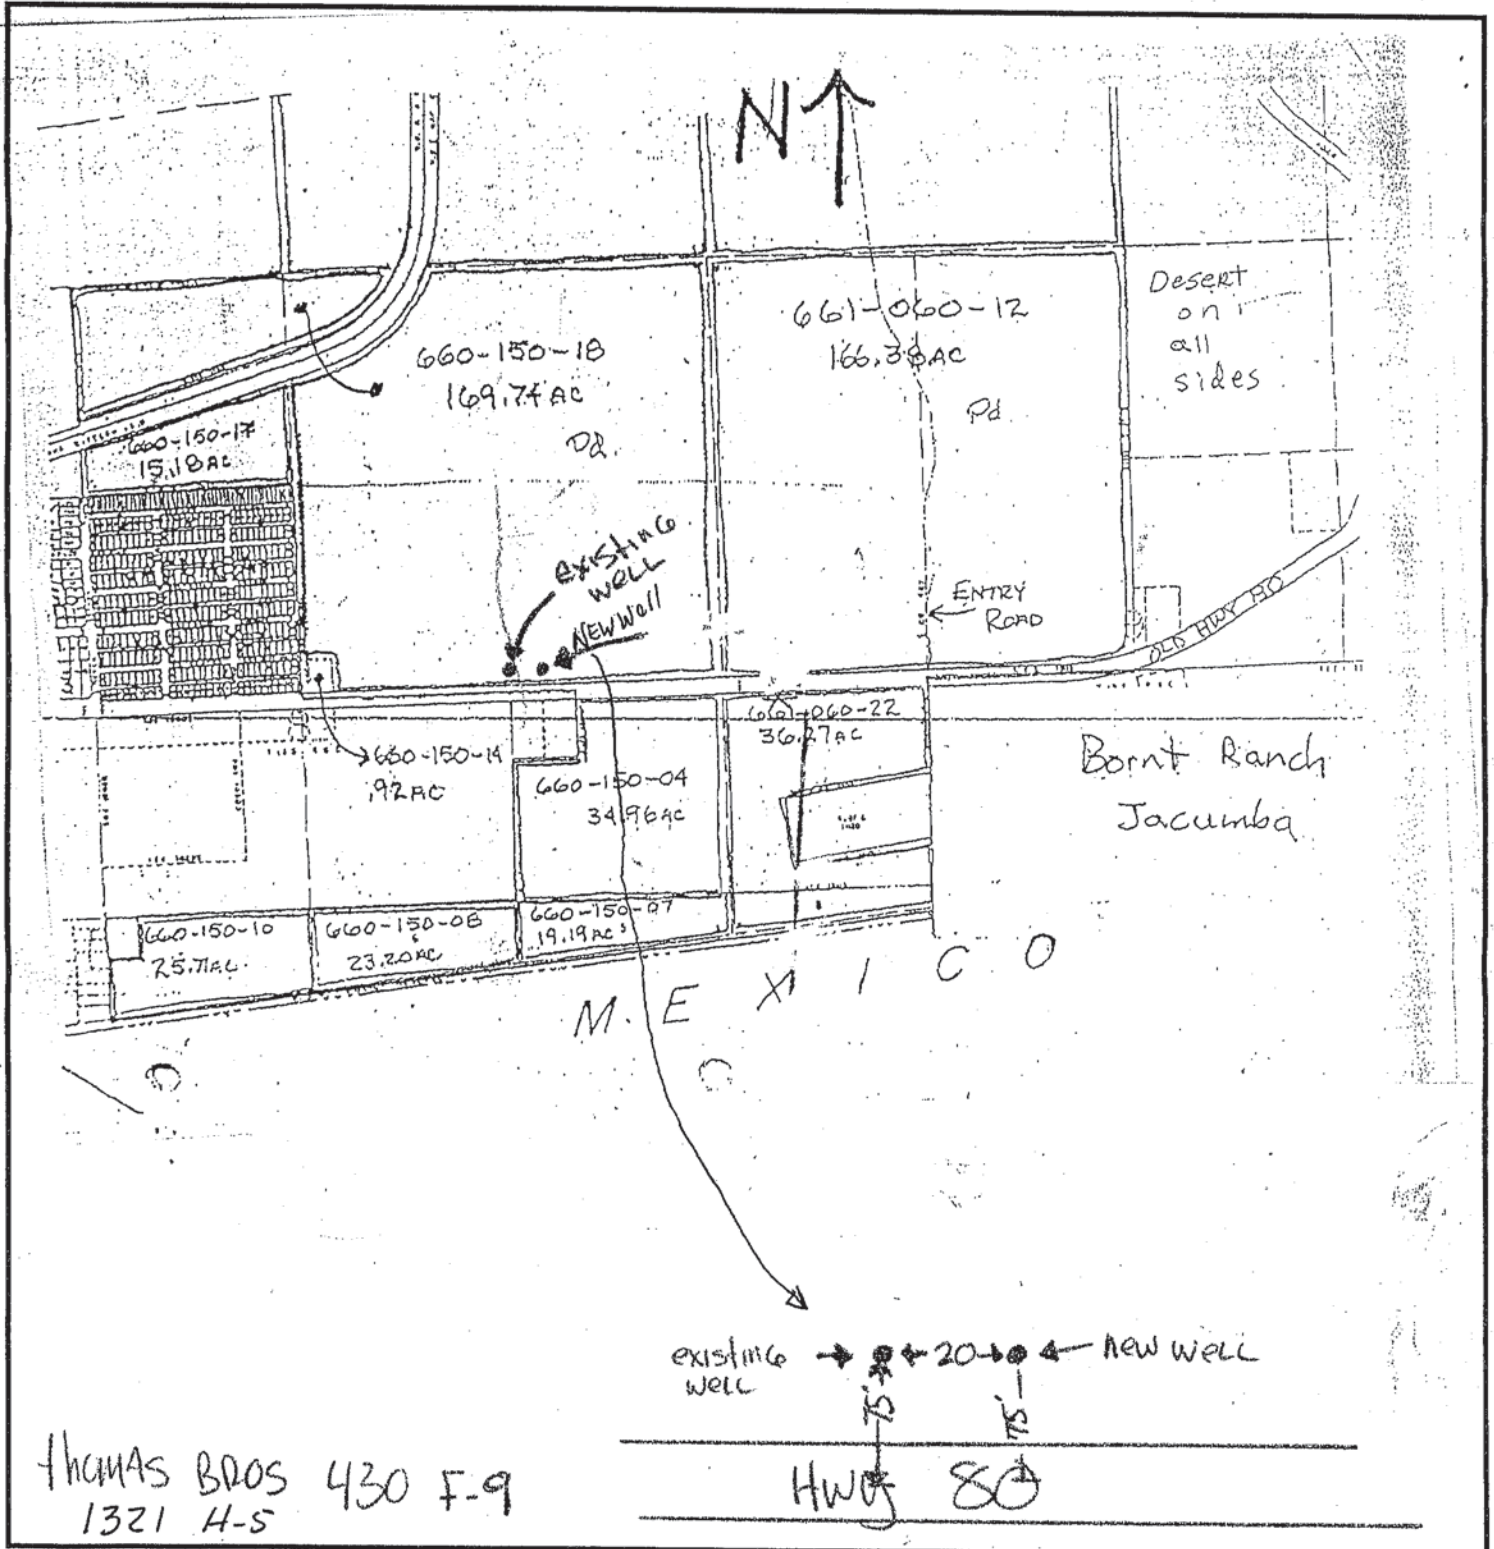 N
660-150-18
169.74 AC
Pd.
661-060-12
166.38 AC
Pd
Desert
on
all
sides
660-150-17
15.18 AC
existing
well
New Well
ENTRY
ROAD
OLD HWY 80
660-150-14
.92 AC
660-150-04
34.96 AC
661-060-22
36.27 AC
Bornt Ranch
Jacumba
660-150-10
25.71 AC.
660-150-08
23.20 AC
660-150-07
19.19 AC
MEXICO
existing
well
20
new well
75'
75'
HWY 80
Thomas Bros 430 F-9
1321 H-5